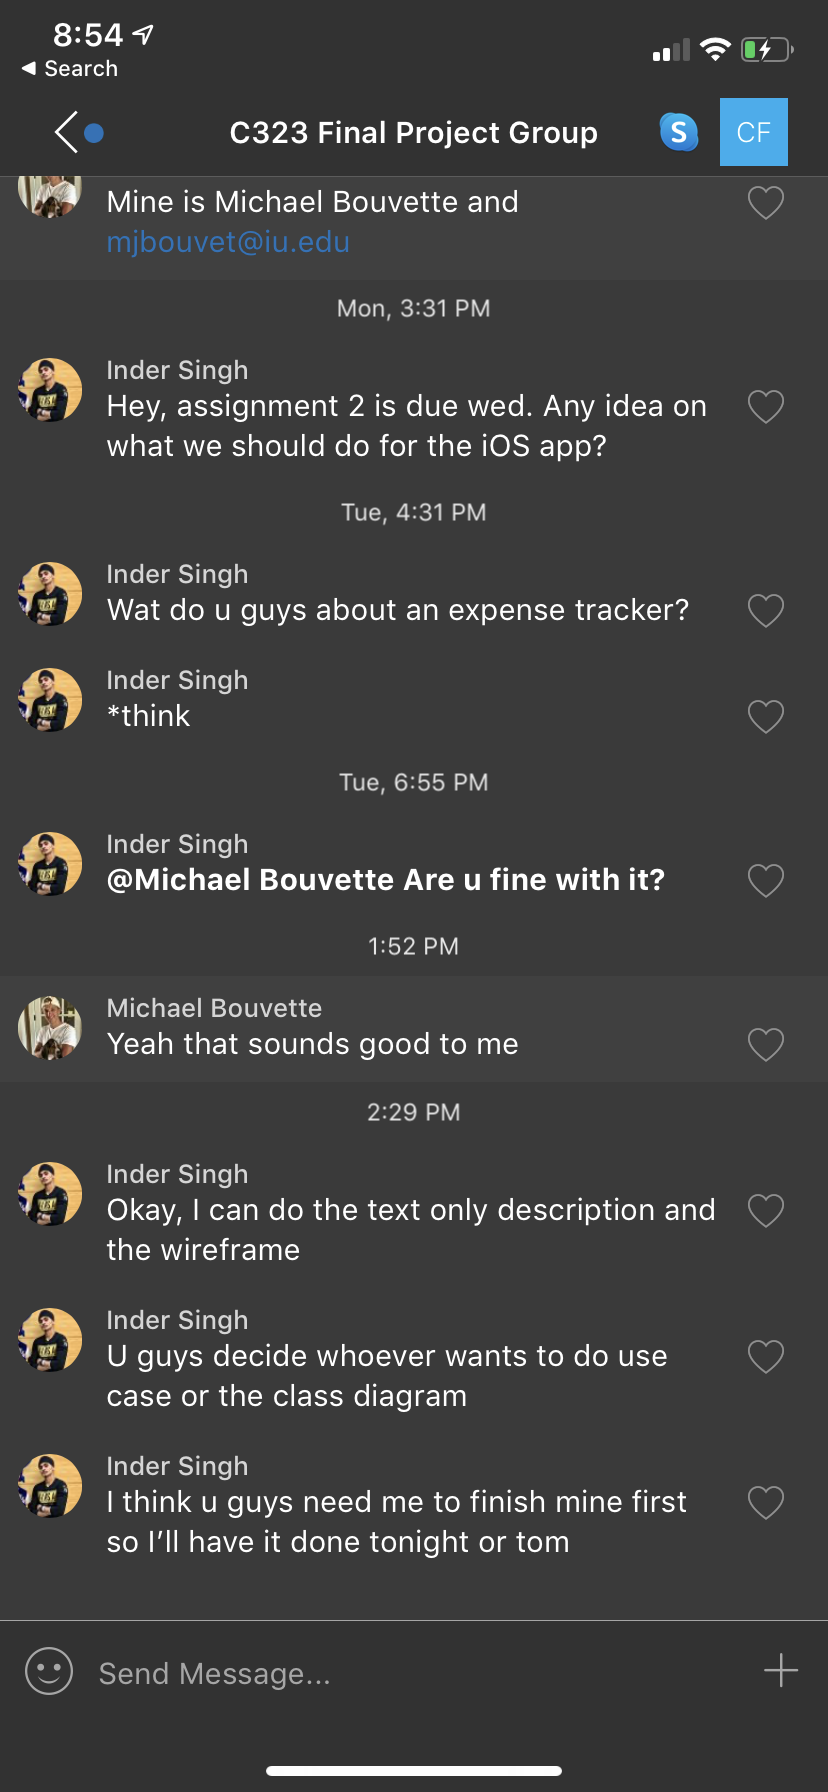 8:54
◀ Search
C323 Final Project Group
S
CF
Mine is Michael Bouvette and
mjbouvet@iu.edu
Mon, 3:31 PM
Inder Singh
Hey, assignment 2 is due wed. Any idea on
what we should do for the iOS app?
Tue, 4:31 PM
Inder Singh
Wat do u guys about an expense tracker?
Inder Singh
*think
Tue, 6:55 PM
Inder Singh
@Michael Bouvette Are u fine with it?
1:52 PM
Michael Bouvette
Yeah that sounds good to me
2:29 PM
Inder Singh
Okay, I can do the text only description and
the wireframe
Inder Singh
U guys decide whoever wants to do use
case or the class diagram
Inder Singh
I think u guys need me to finish mine first
so I’ll have it done tonight or tom
Send Message...